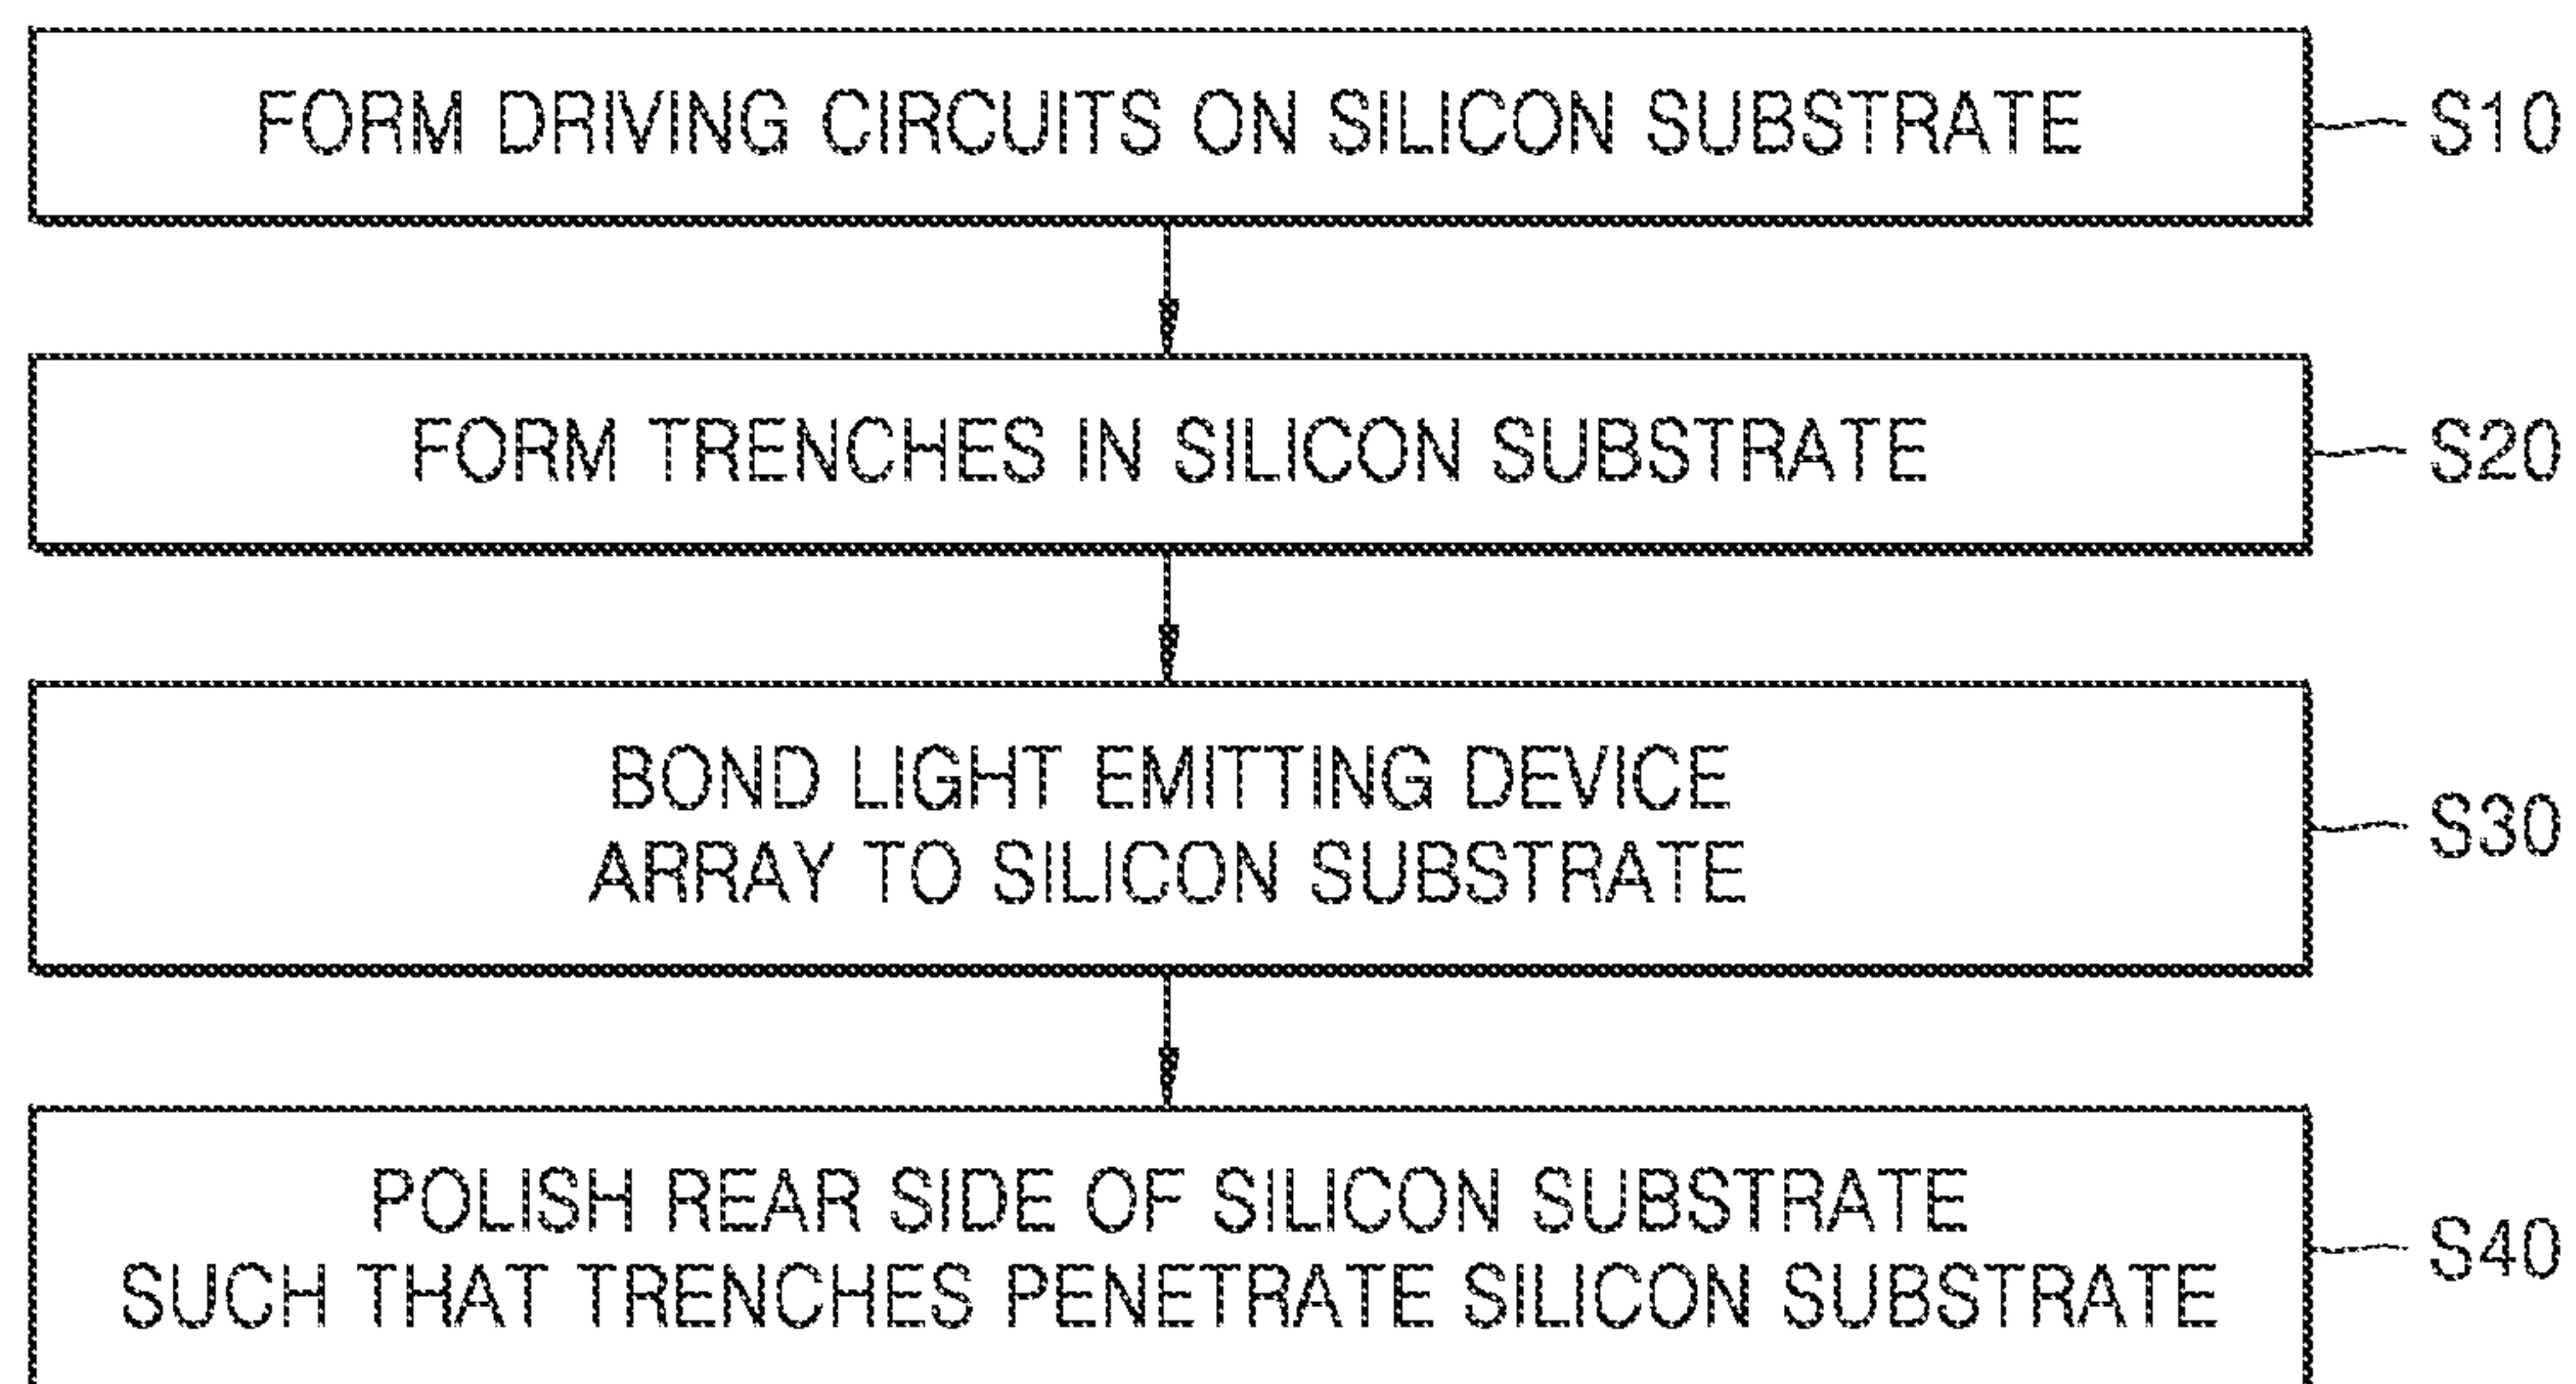 FORM DRIVING CIRCUITS ON SILICON SUBSTRATE
S10
FORM TRENCHES IN SILICON SUBSTRATE
S20
BOND LIGHT EMITTING DEVICE
ARRAY TO SILICON SUBSTRATE
S30
POLISH REAR SIDE OF SILICON SUBSTRATE
SUCH THAT TRENCHES PENETRATE SILICON SUBSTRATE
S40